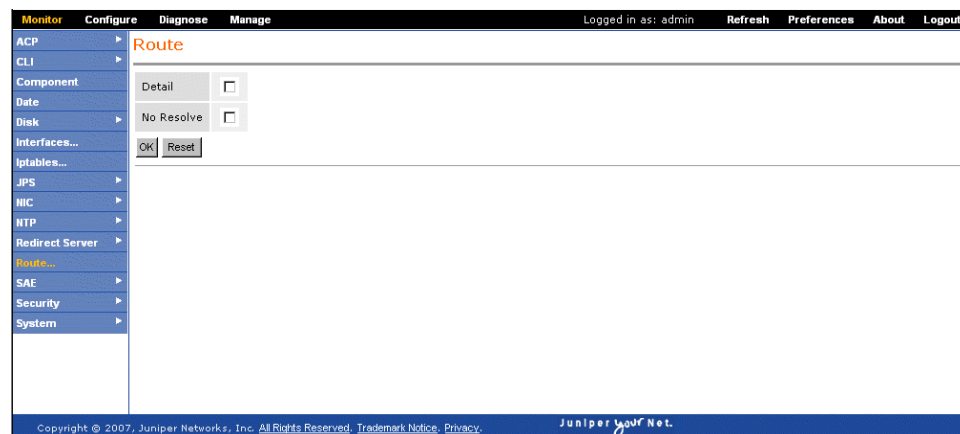 Monitor Configure Diagnose Manage Logged in as: admin Refresh Preferences About Logout
ACP
CLI
Component
Date
Disk
Interfaces...
Iptables...
JPS
NIC
NTP
Redirect Server
Route...
SAE
Security
System
Route
Detail
No Resolve
OK Reset
Copyright © 2007, Juniper Networks, Inc. All Rights Reserved. Trademark Notice. Privacy.
Juniper your Net.